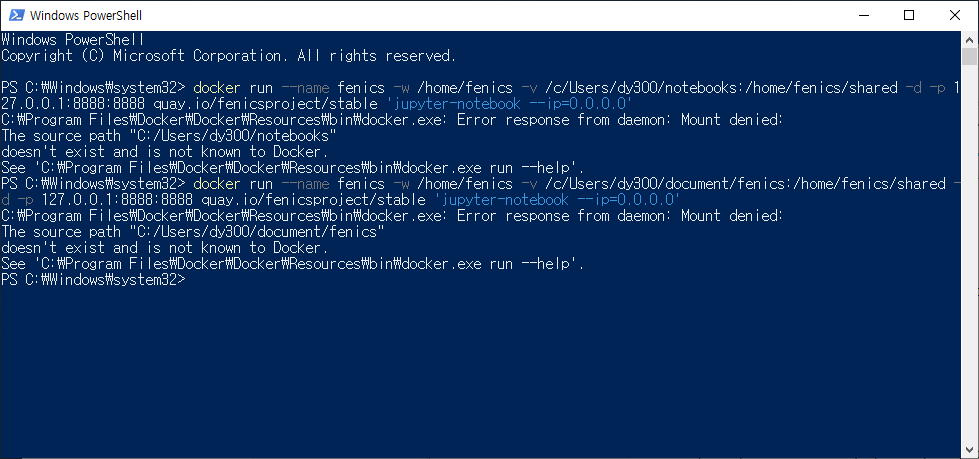 Windows PowerShell
Windows PowerShell
Copyright (C) Microsoft Corporation. All rights reserved.
PS C:₩Windows₩system32> docker run --name fenics -w /home/fenics -v /c/Users/dy300/notebooks:/home/fenics/shared -d -p 1
27.0.0.1:8888:8888 quay.io/fenicsproject/stable 'jupyter-notebook --ip=0.0.0.0'
C:₩Program Files₩Docker₩Docker₩Resources₩bin₩docker.exe: Error response from daemon: Mount denied:
The source path "C:/Users/dy300/notebooks"
doesn't exist and is not known to Docker.
See 'C:₩Program Files₩Docker₩Docker₩Resources₩bin₩docker.exe run --help'.
PS C:₩Windows₩system32> docker run --name fenics -w /home/fenics -v /c/Users/dy300/document/fenics:/home/fenics/shared -
d -p 127.0.0.1:8888:8888 quay.io/fenicsproject/stable 'jupyter-notebook --ip=0.0.0.0'
C:₩Program Files₩Docker₩Docker₩Resources₩bin₩docker.exe: Error response from daemon: Mount denied:
The source path "C:/Users/dy300/document/fenics"
doesn't exist and is not known to Docker.
See 'C:₩Program Files₩Docker₩Docker₩Resources₩bin₩docker.exe run --help'.
PS C:₩Windows₩system32>